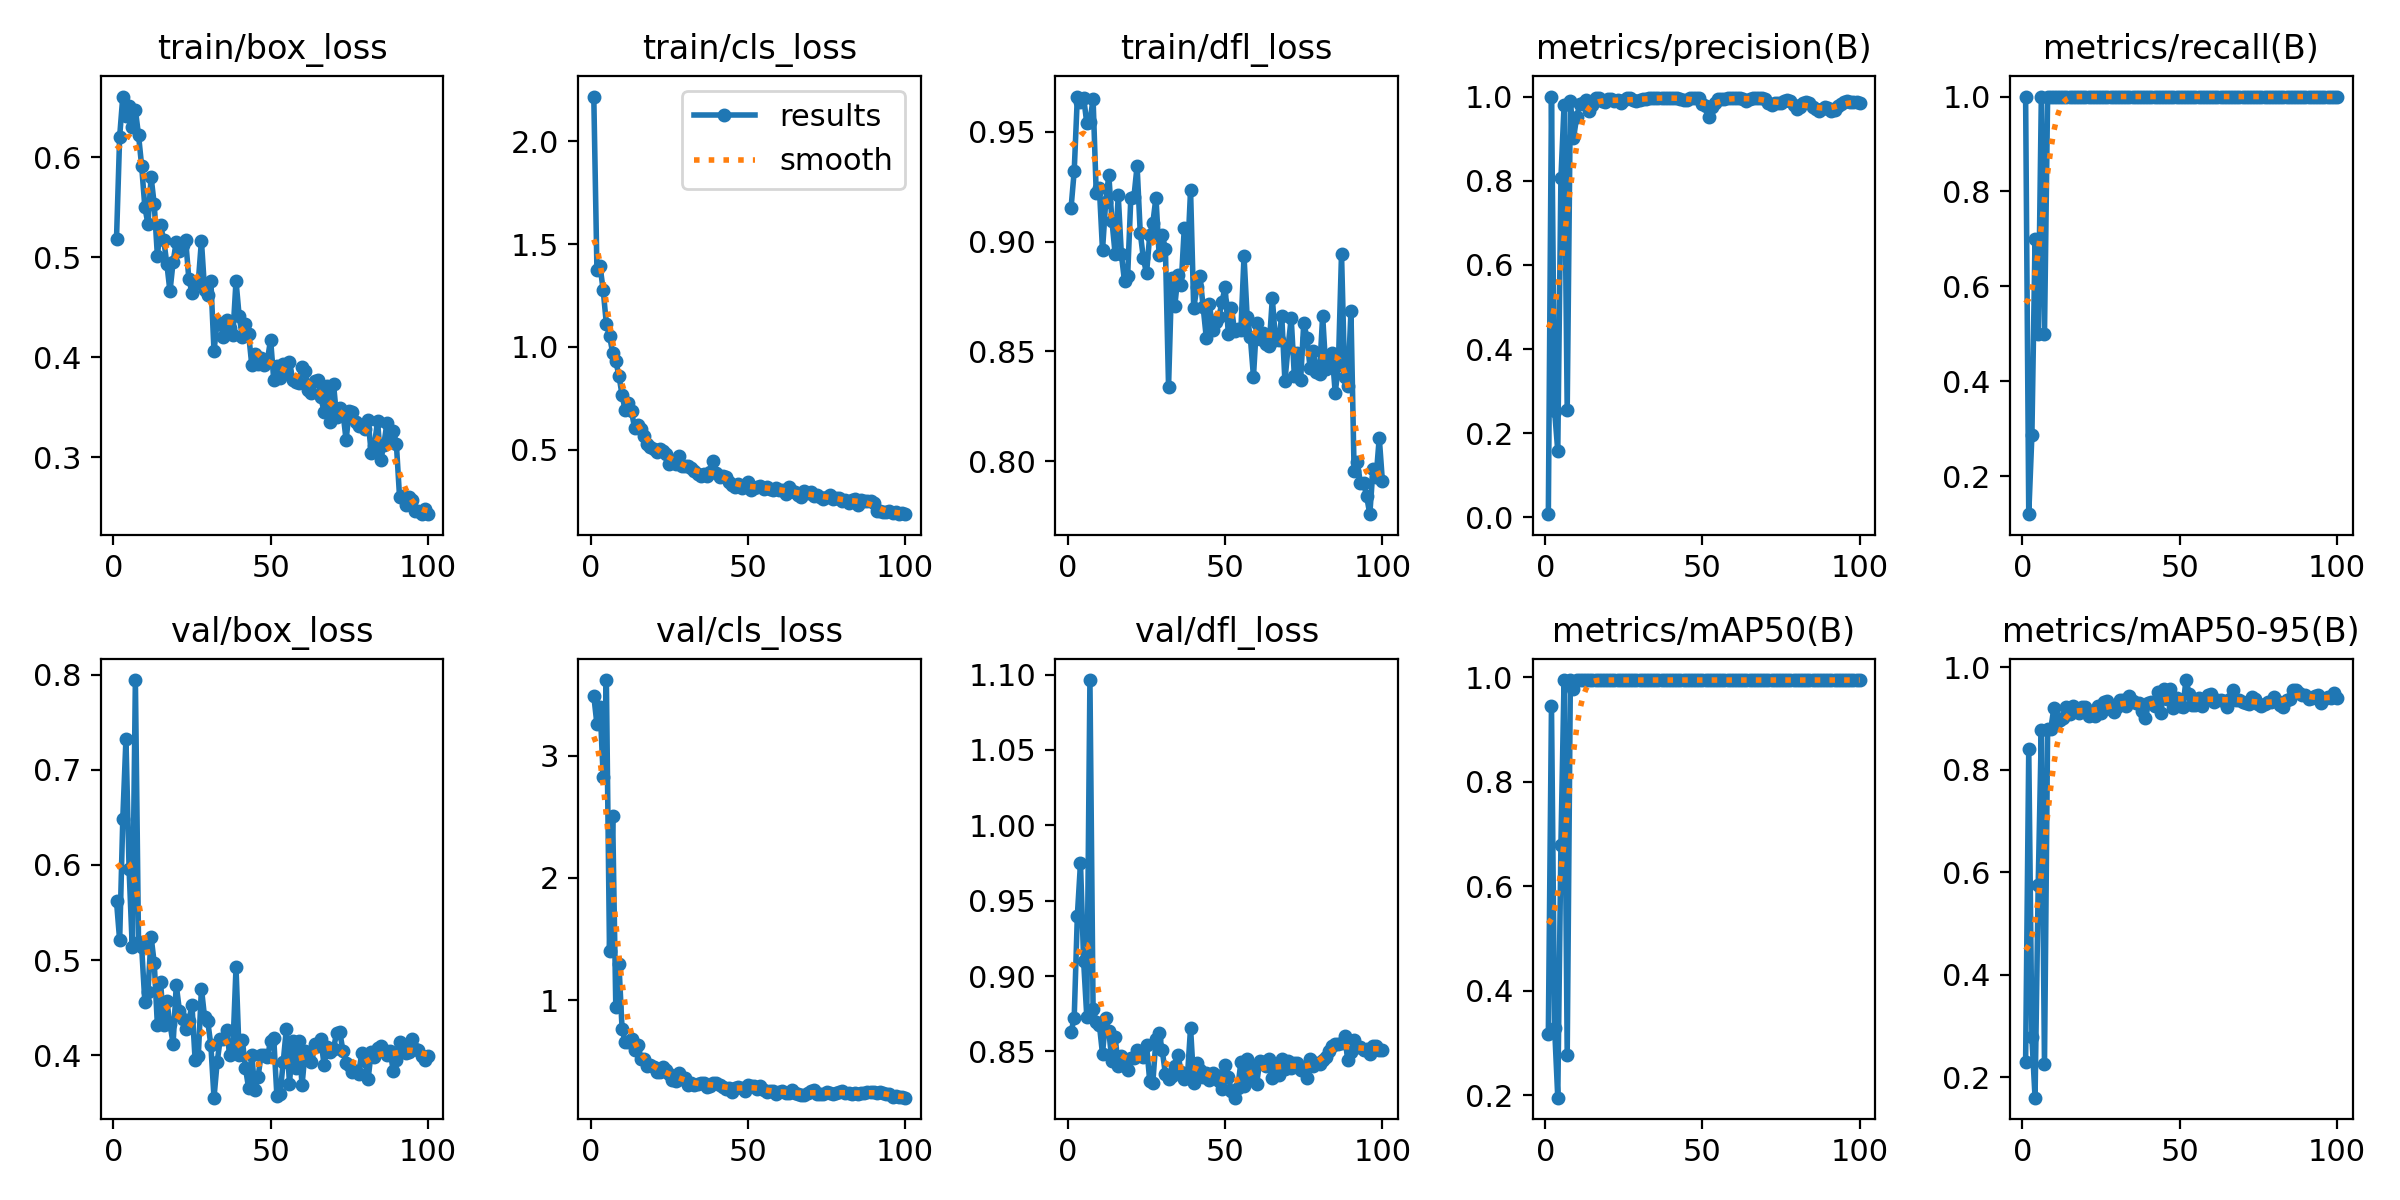 train/box_loss
0.6
0.5
0.4
0.3
0 50 100
train/cls_loss
results
smooth
2.0
1.5
1.0
0.5
0 50 100
train/dfl_loss
0.95
0.90
0.85
0.80
0 50 100
metrics/precision(B)
1.0
0.8
0.6
0.4
0.2
0.0
0 50 100
metrics/recall(B)
1.0
0.8
0.6
0.4
0.2
0 50 100
val/box_loss
0.8
0.7
0.6
0.5
0.4
0 50 100
val/cls_loss
3
2
1
0 50 100
val/dfl_loss
1.10
1.05
1.00
0.95
0.90
0.85
0 50 100
metrics/mAP50(B)
1.0
0.8
0.6
0.4
0.2
0 50 100
metrics/mAP50-95(B)
1.0
0.8
0.6
0.4
0.2
0 50 100